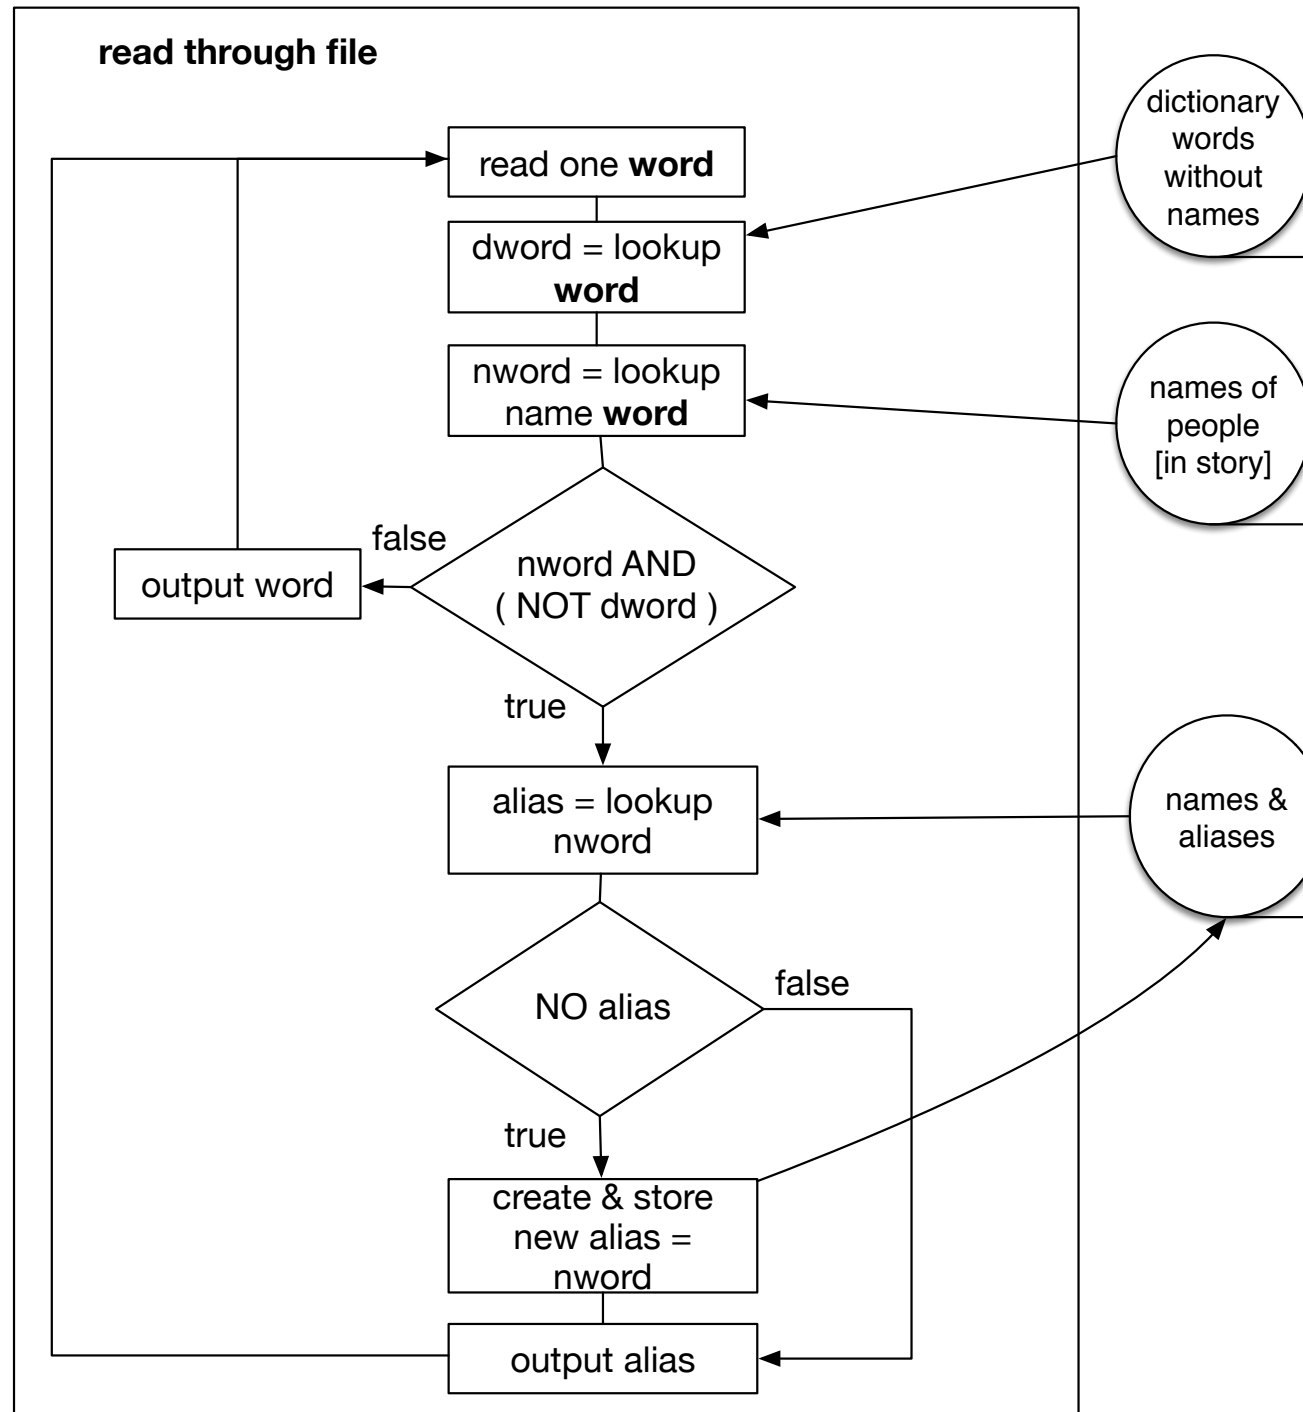 read through file
read one word
dword = lookup
word
nword = lookup
name word
nword AND
( NOT dword )
false
output word
true
alias = lookup
nword
NO alias
false
true
create & store
new alias =
nword
output alias
dictionary
words
without
names
names of
people
[in story]
names &
aliases